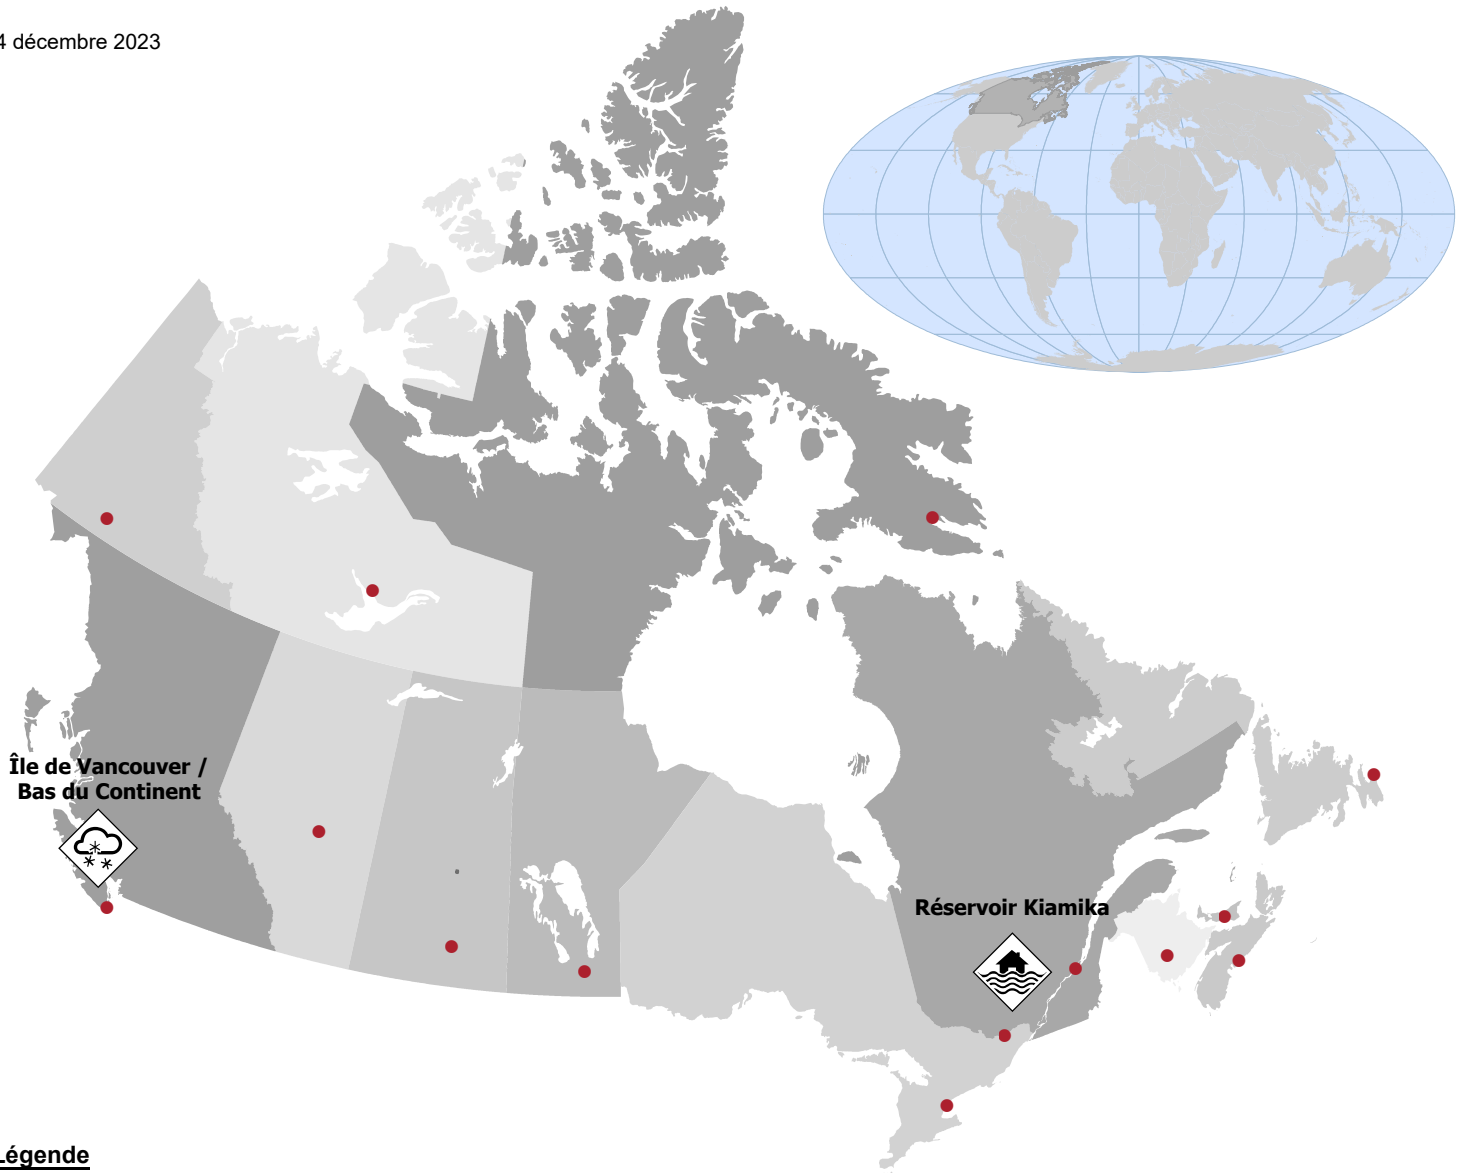 4 décembre 2023
Île de Vancouver /
Bas du Continent
Réservoir Kiamika
Légende